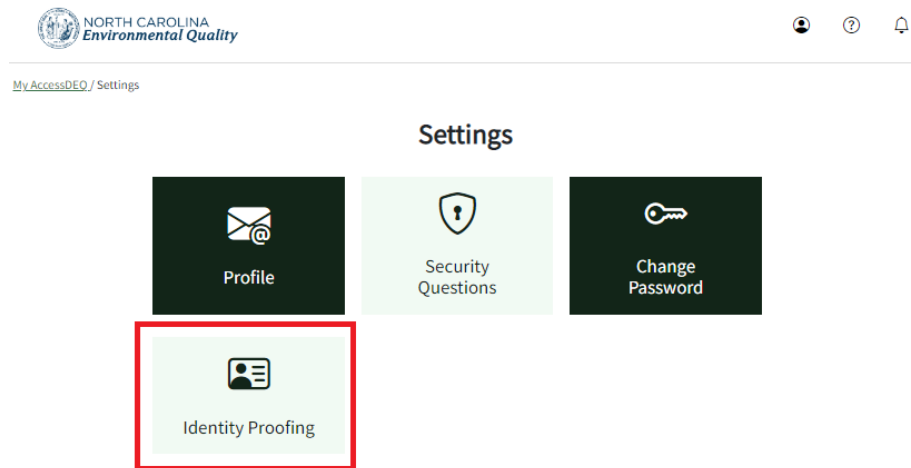 NORTH CAROLINA
Environmental Quality
My AccessDEQ / Settings
Settings
Profile
Security
Questions
Change
Password
Identity Proofing